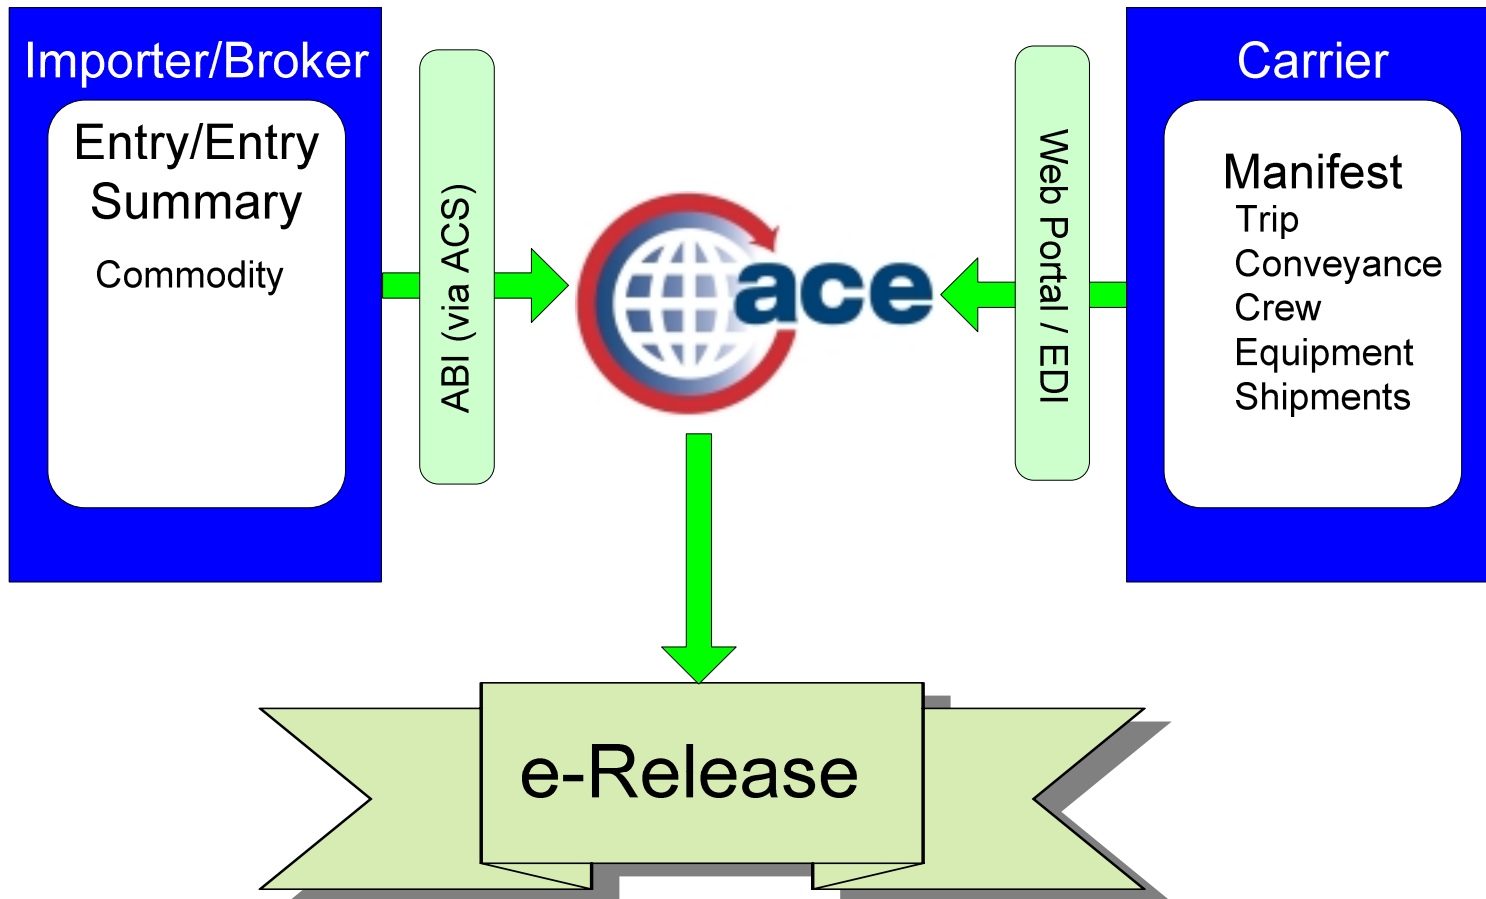 Importer/Broker
Entry/Entry
Summary
Commodity
ABI (via ACS)
ace
Web Portal / EDI
Carrier
Manifest
Trip
Conveyance
Crew
Equipment
Shipments
e-Release